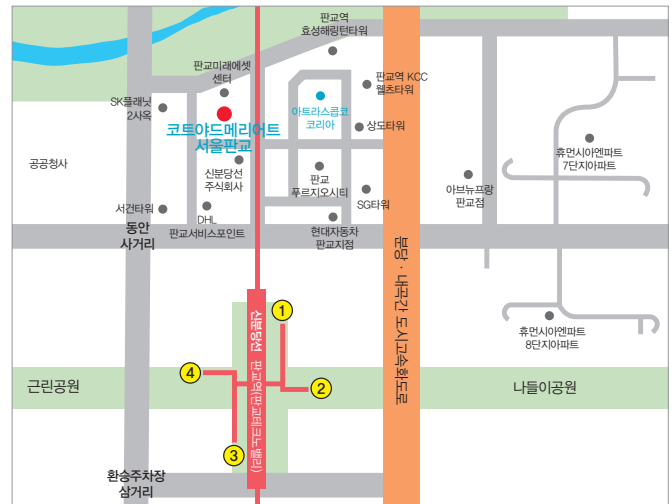 판교역
효성해링턴타워
판교미래에셋
센터
판교역 KCC
웰츠타워
SK플래닛
2사옥
아트라스콥코
코리아
코트야드메리어트
서울판교
상도타워
공공청사
신분당선
주식회사
판교
푸르지오시티
휴먼시아엔파트
7단지아파트
아브뉴프랑
판교점
서건타워
DHL
판교서비스포인트
SG타워
현대자동차
판교지점
동안
사거리
분당 · 내곡간 도시고속화도로
신분당선 판교역(판교테크노밸리)
1
2
3
4
휴먼시아엔파트
8단지아파트
근린공원
나들이공원
환승주차장
삼거리